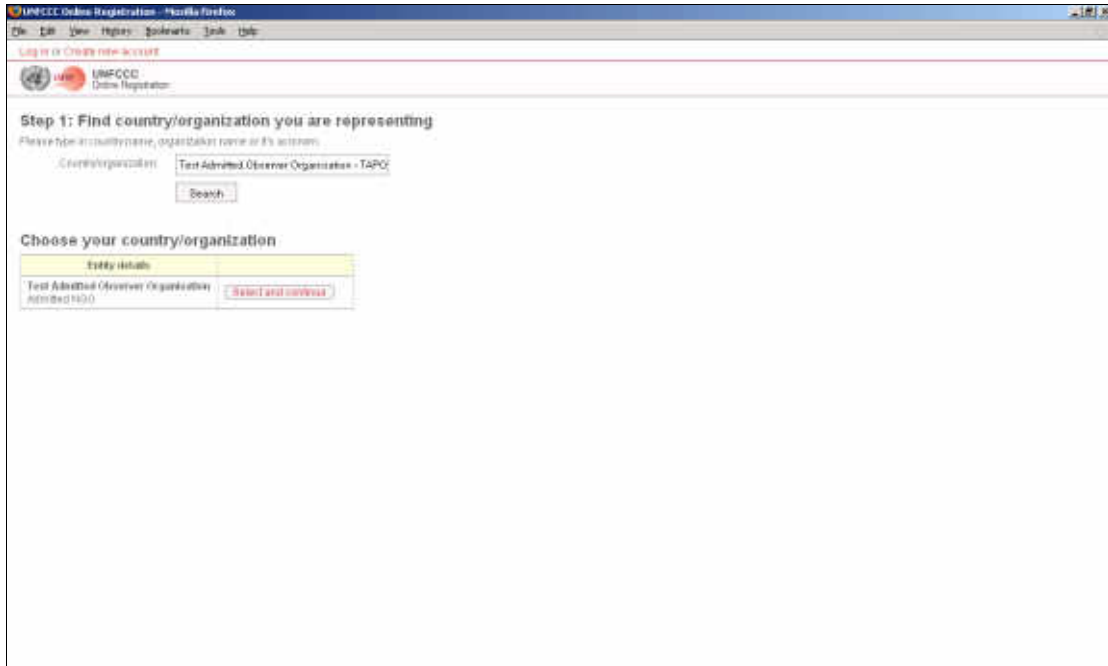 UNFCCC Online Registration - Mozilla Firefox
File Edit View History Bookmarks Tools Help
Log in or Create new account
UNFCCC
Online Registration
Step 1: Find country/organization you are representing
Please type in country name, organization name or it's acronym.
Country/organization:
Test Admitted Observer Organisation - TAPO
Search
Choose your country/organization
Entity details
Test Admitted Observer Organisation
Select and continue
Admitted NGO